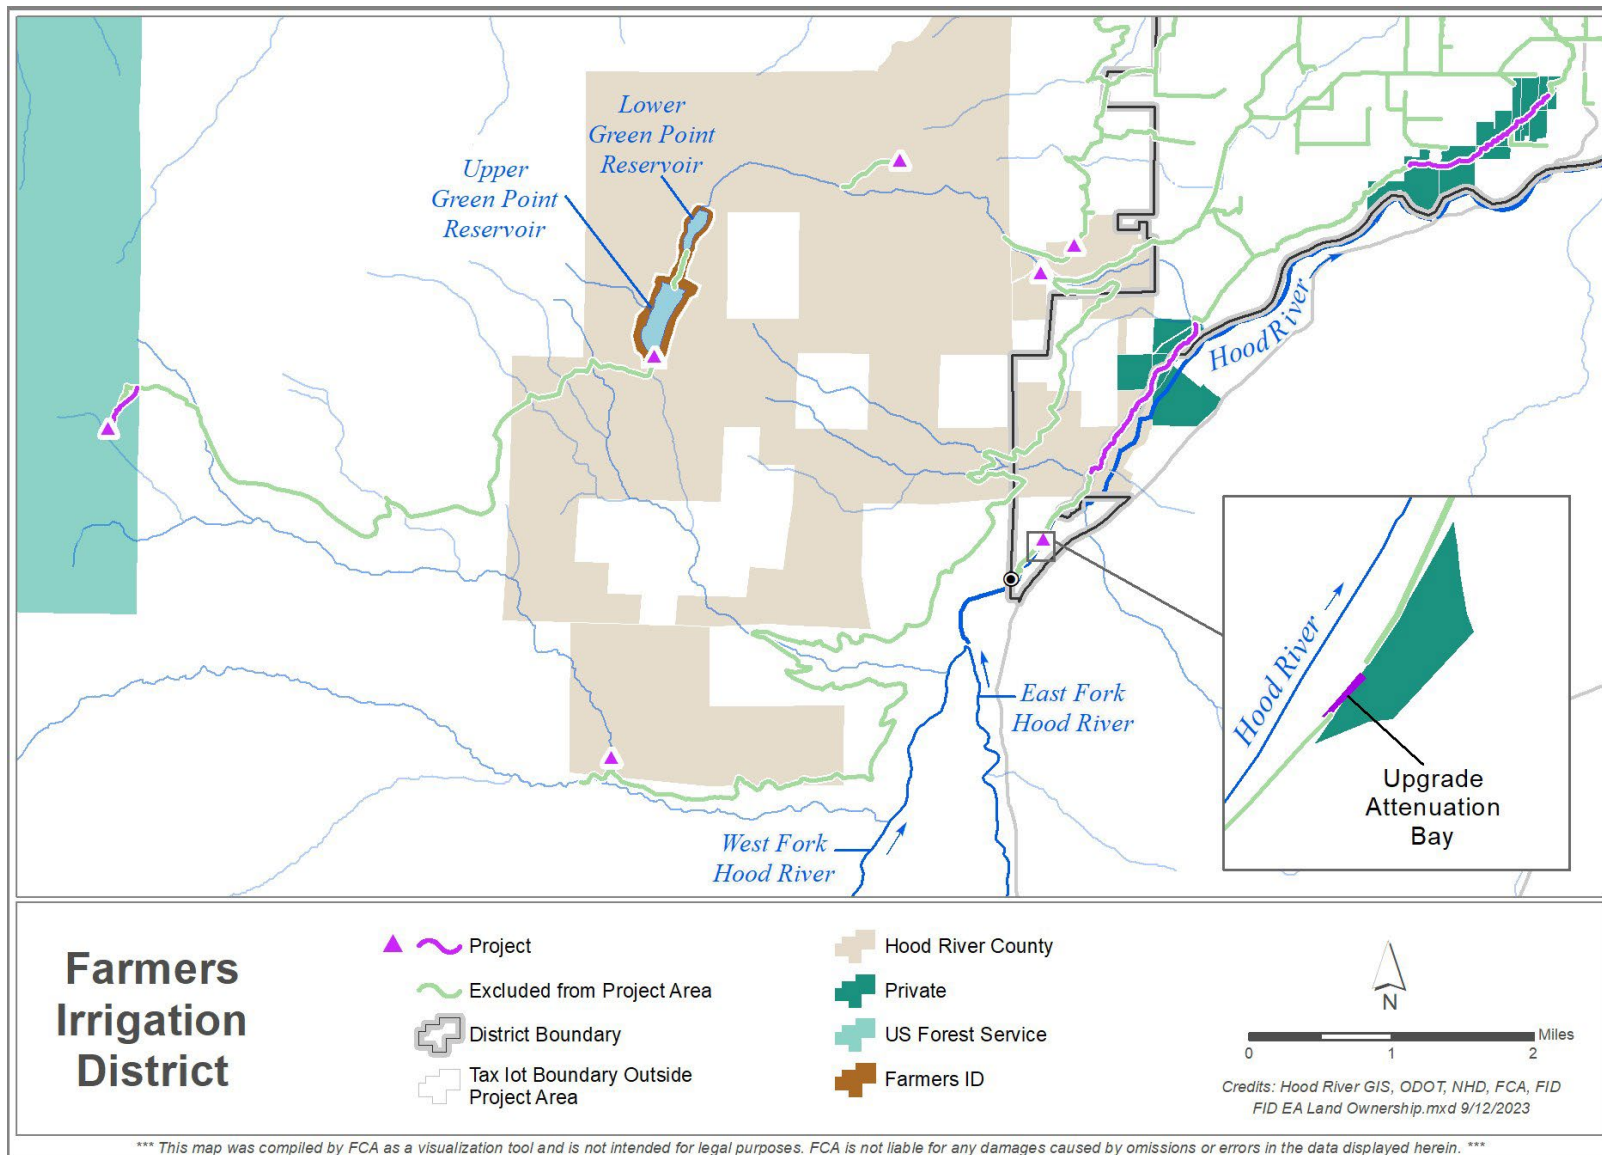 Lower
Green Point
Reservoir
Upper
Green Point
Reservoir
Hood River
East Fork
Hood River
West Fork
Hood River
Hood River
Upgrade
Attenuation
Bay
Farmers
Irrigation
District
Project
Excluded from Project Area
District Boundary
Tax lot Boundary Outside
Project Area
Hood River County
Private
US Forest Service
Farmers ID
N
Miles
0 1 2
Credits: Hood River GIS, ODOT, NHD, FCA, FID
FID EA Land Ownership.mxd 9/12/2023
*** This map was compiled by FCA as a visualization tool and is not intended for legal purposes. FCA is not liable for any damages caused by omissions or errors in the data displayed herein. ***